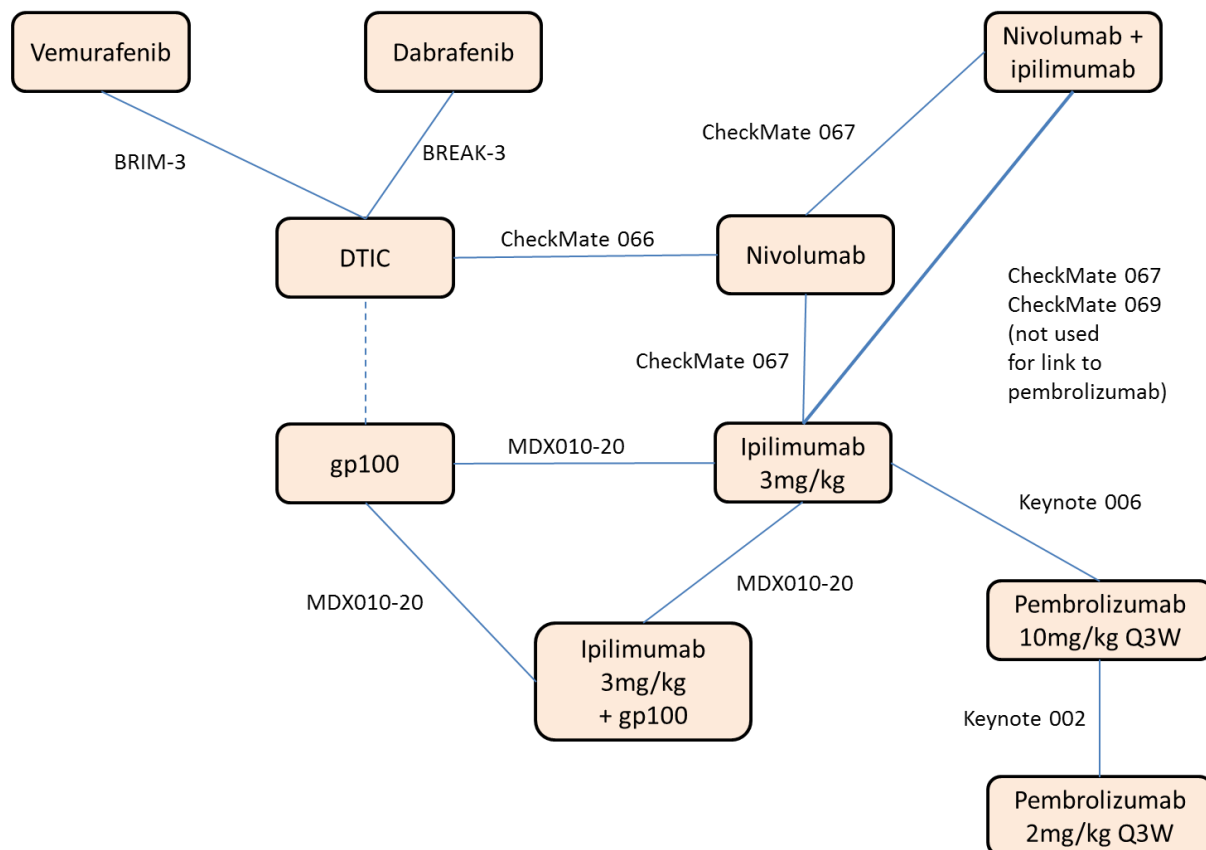 Vemurafenib
Dabrafenib
Nivolumab +
ipilimumab
CheckMate 067
BRIM-3
BREAK-3
DTIC
CheckMate 066
Nivolumab
CheckMate 067
CheckMate 069
(not used
for link to
pembrolizumab)
CheckMate 067
gp100
MDX010-20
Ipilimumab
3mg/kg
Keynote 006
MDX010-20
MDX010-20
Ipilimumab
3mg/kg
+ gp100
Pembrolizumab
10mg/kg Q3W
Keynote 002
Pembrolizumab
2mg/kg Q3W